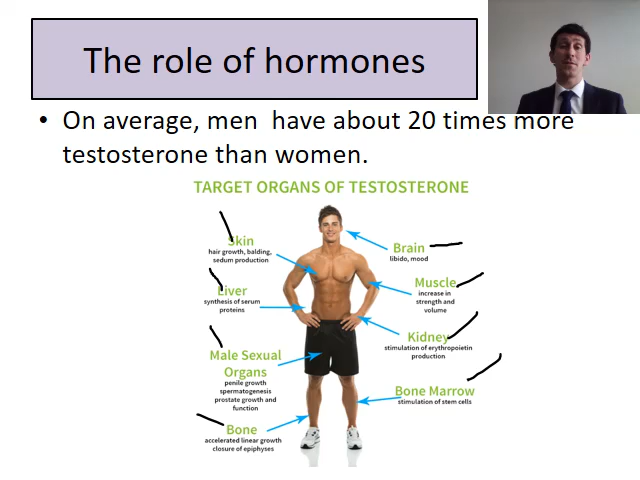 The role of hormones
• On average, men have about 20 times more
testosterone than women.
TARGET ORGANS OF TESTOSTERONE
Skin
hair growth, balding,
sedum production
Liver
synthesis of serum
proteins
Male Sexual
Organs
penile growth
spermatogenesis
prostate growth and
function
Bone
accelerated linear growth
closure of epiphyses
Brain
libido, mood
Muscle
increase in
strength and
volume
Kidney
stimulation of erythropoietin
production
Bone Marrow
stimulation of stem cells